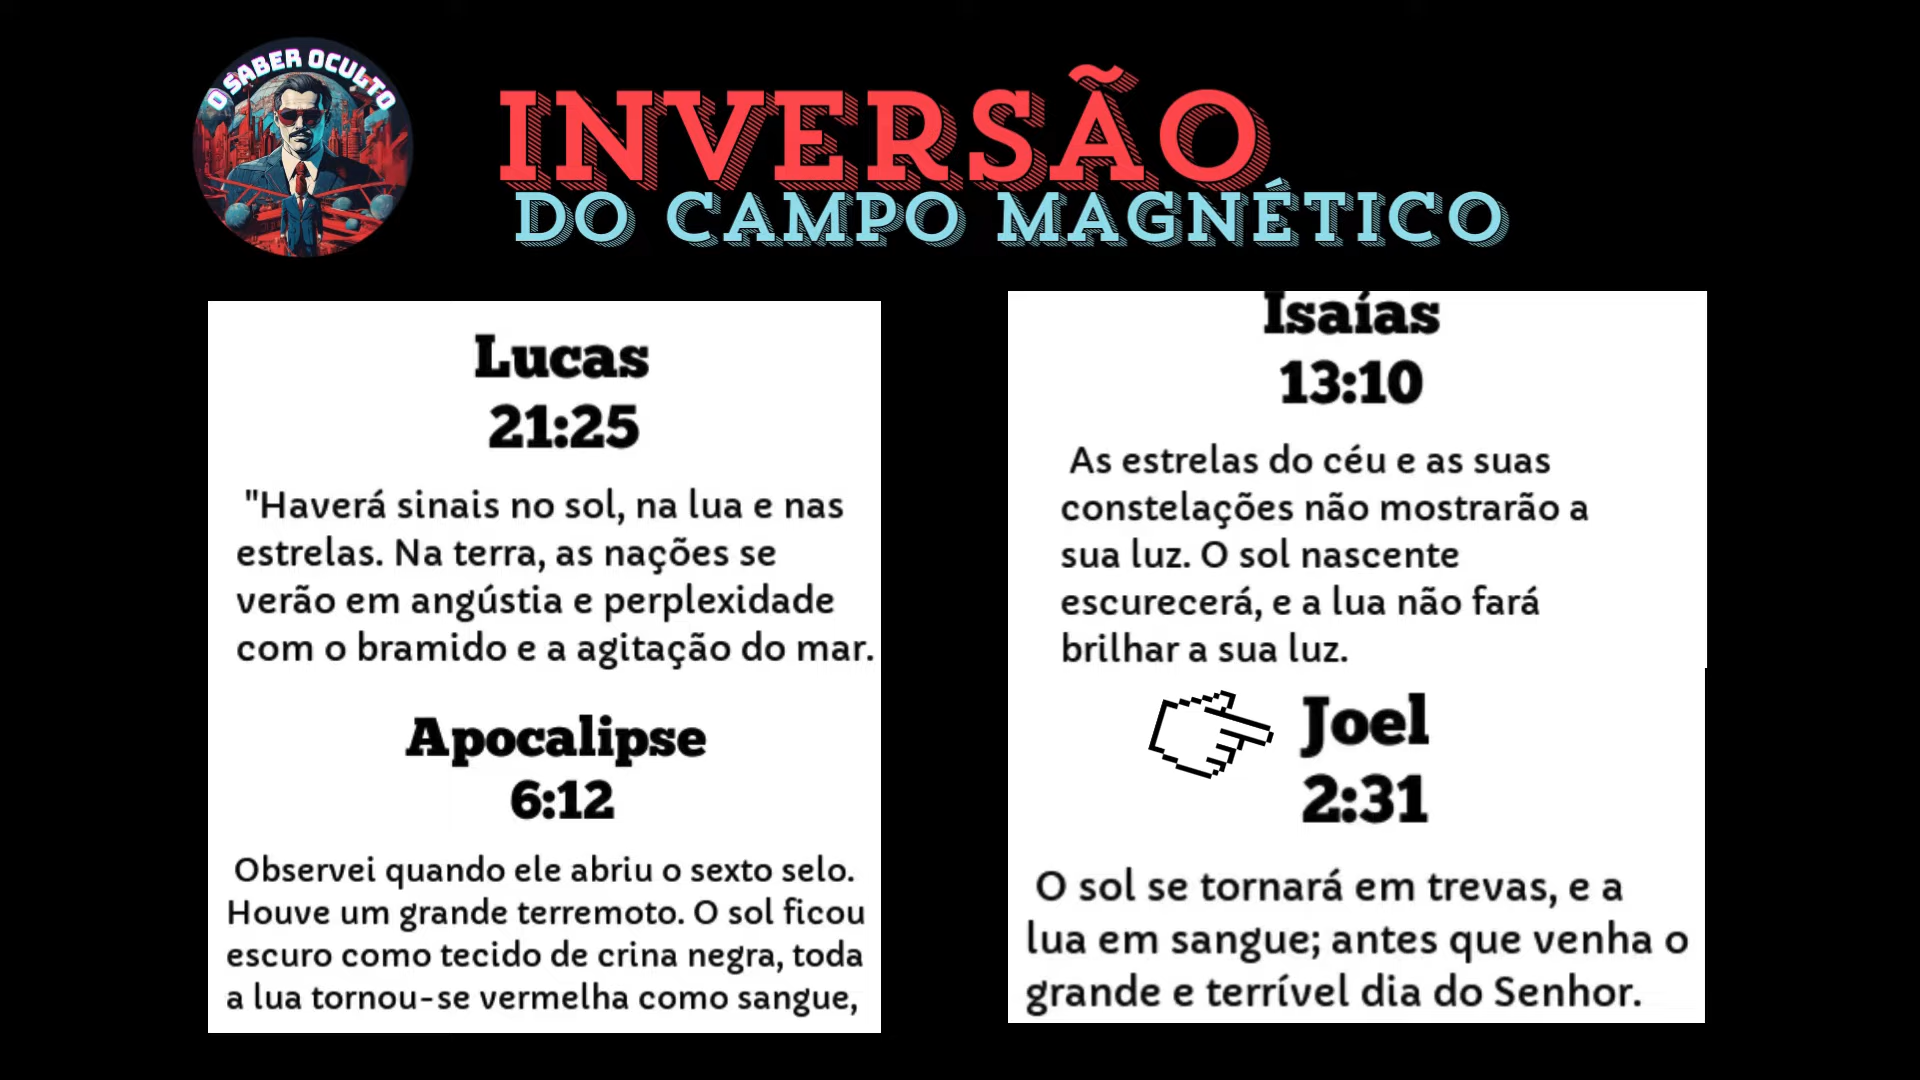 O SABER OCULTO
INVERSÃO
DO CAMPO MAGNÉTICO
Lucas
21:25
"Haverá sinais no sol, na lua e nas
estrelas. Na terra, as nações se
verão em angústia e perplexidade
com o bramido e a agitação do mar.
Apocalipse
6:12
Observei quando ele abriu o sexto selo.
Houve um grande terremoto. O sol ficou
escuro como tecido de crina negra, toda
a lua tornou-se vermelha como sangue,
Isaías
13:10
As estrelas do céu e as suas
constelações não mostrarão a
sua luz. O sol nascente
escurecerá, e a lua não fará
brilhar a sua luz.
Joel
2:31
O sol se tornará em trevas, e a
lua em sangue; antes que venha o
grande e terrível dia do Senhor.